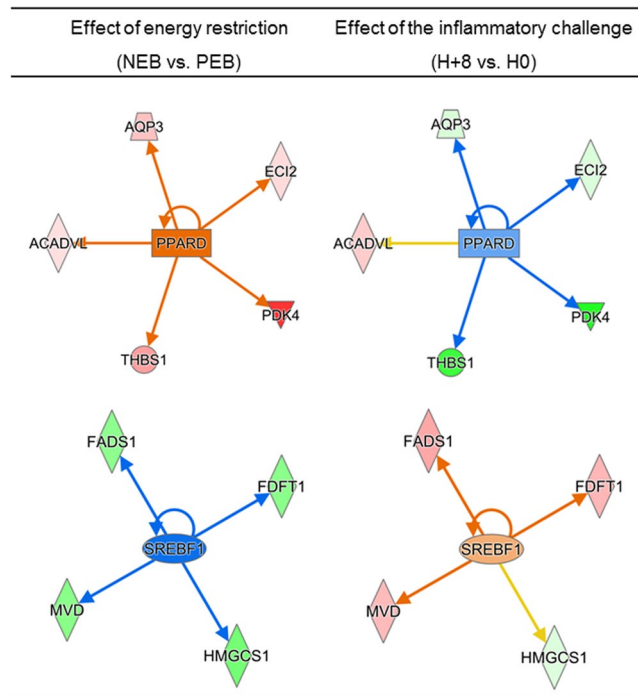 Effect of energy restriction
(NEB vs. PEB)
Effect of the inflammatory challenge
(H+8 vs. H0)
AQP3
ECI2
ACADVL
PPARD
PDK4
THBS1
AQP3
ECI2
ACADVL
PPARD
PDK4
THBS1
FADS1
FDFT1
SREBF1
MVD
HMGCS1
FADS1
FDFT1
SREBF1
MVD
HMGCS1